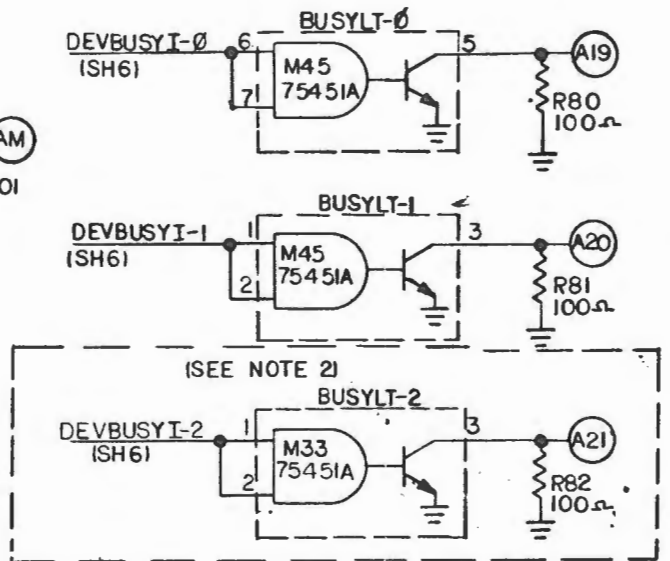 BUSYLT-Ø
DEVBUSYI-Ø
(SH6)
6
7
M45
75451A
5
A19
R80
100Ω
AM
01
BUSYLT-1
DEVBUSYI-1
(SH6)
1
2
M45
75451A
3
A20
R81
100Ω
(SEE NOTE 2)
BUSYLT-2
DEVBUSYI-2
(SH6)
1
2
M33
75451A
3
A21
R82
100Ω